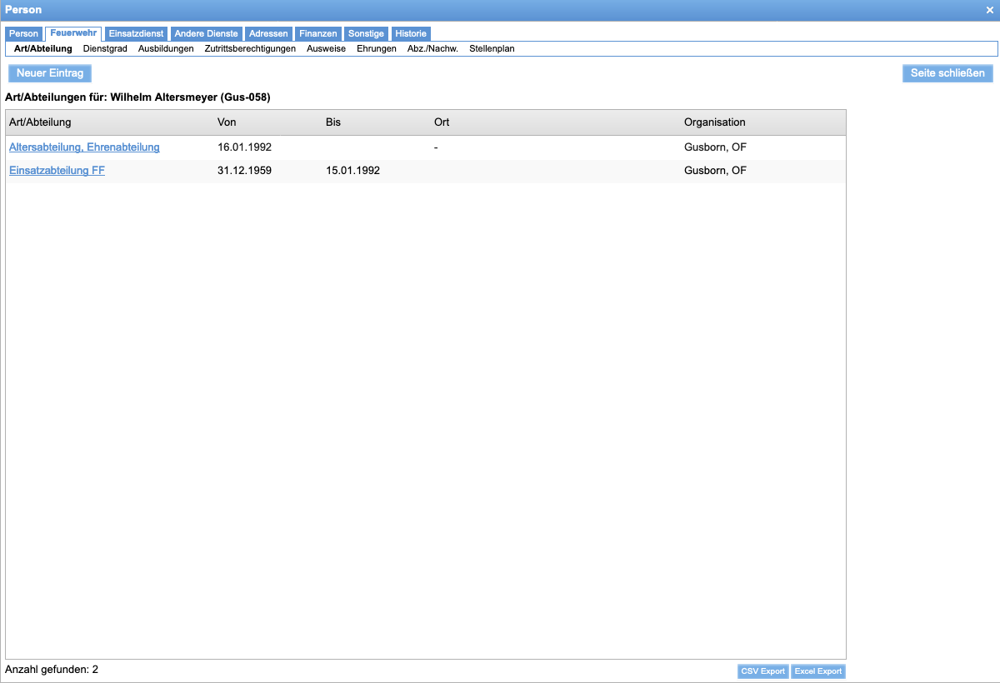 Person ×
Person Feuerwehr Einsatzdienst Andere Dienste Adressen Finanzen Sonstige Historie
Art/Abteilung Dienstgrad Ausbildungen Zutrittsberechtigungen Ausweise Ehrungen Abz./Nachw. Stellenplan
Neuer Eintrag Seite schließen
Art/Abteilungen für: Wilhelm Altersmeyer (Gus-058)
Art/Abteilung Von Bis Ort Organisation
Altersabteilung, Ehrenabteilung 16.01.1992 - Gusborn, OF
Einsatzabteilung FF 31.12.1959 15.01.1992 Gusborn, OF
Anzahl gefunden: 2 CSV Export Excel Export